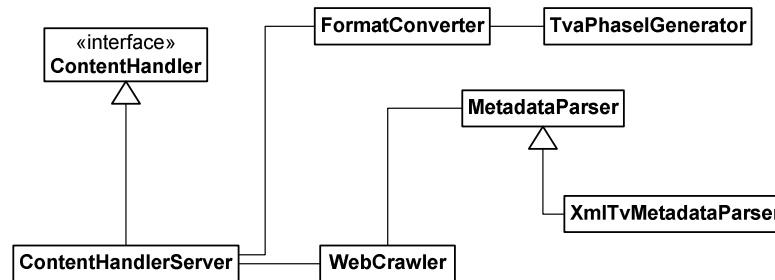 FormatConverter
TvaPhaseIGenerator
«interface»
ContentHandler
MetadataParser
XmlTvMetadataParser
ContentHandlerServer
WebCrawler